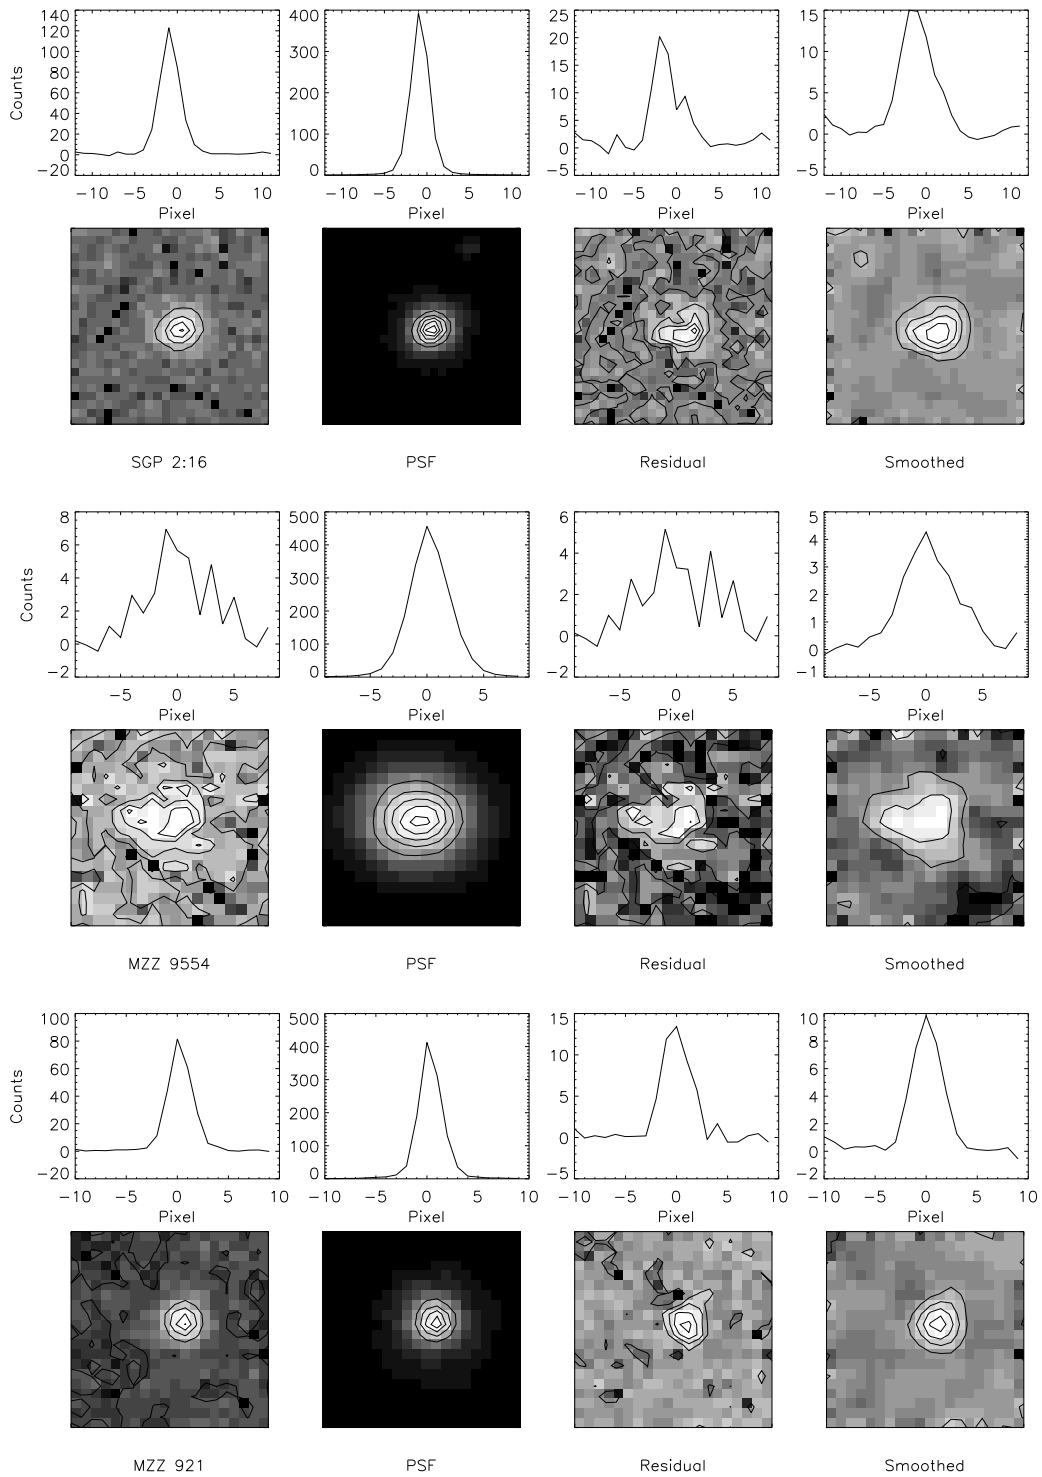 140
120
100
80
60
40
20
0
−20
Counts
−10 −5 0 5 10
Pixel
400
300
200
100
0
−10 −5 0 5 10
Pixel
25
20
15
10
5
0
−5
−10 −5 0 5 10
Pixel
15
10
5
0
−5
−10 −5 0 5 10
Pixel
SGP 2:16
PSF
Residual
Smoothed
8
6
4
2
0
−2
Counts
−5 0 5
Pixel
500
400
300
200
100
0
−5 0 5
Pixel
6
4
2
0
−2
−5 0 5
Pixel
5
4
3
2
1
0
−1
−5 0 5
Pixel
MZZ 9554
PSF
Residual
Smoothed
100
80
60
40
20
0
−20
Counts
−10 −5 0 5 10
Pixel
500
400
300
200
100
0
−10 −5 0 5 10
Pixel
15
10
5
0
−5
−10 −5 0 5 10
Pixel
10
8
6
4
2
0
−2
−10 −5 0 5 10
Pixel
MZZ 921
PSF
Residual
Smoothed